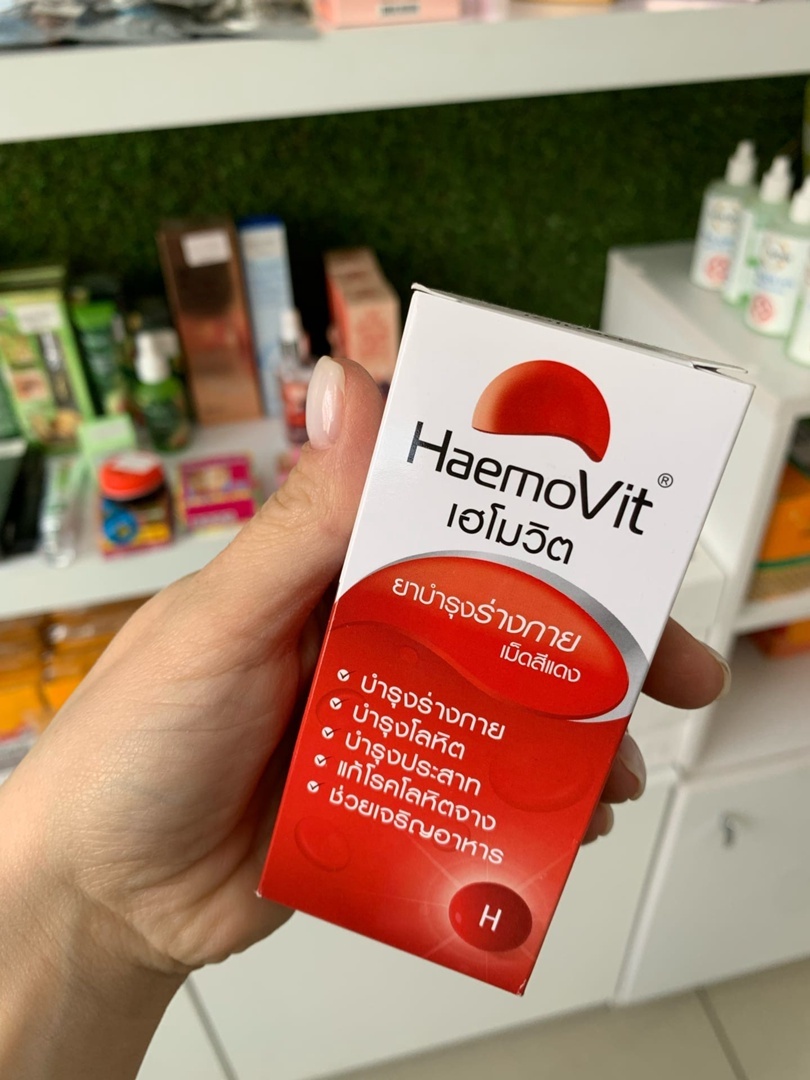 HaemoVit®
เฮโมวิต
ยาบำรุงร่างกาย
เม็ดสีแดง
บำรุงร่างกาย
บำรุงโลหิต
บำรุงประสาท
แก้โรคโลหิตจาง
ช่วยเจริญอาหาร
H